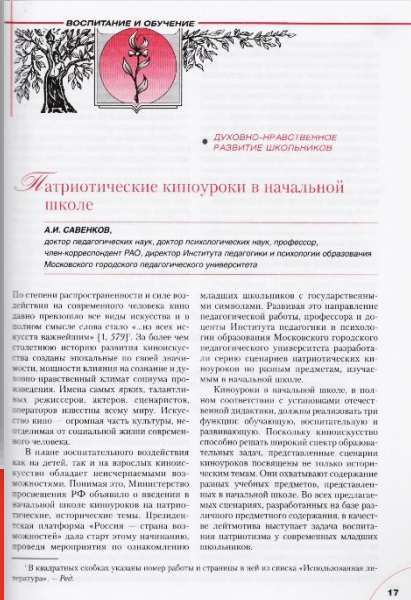 ВОСПИТАНИЕ И ОБУЧЕНИЕ
• ДУХОВНО-НРАВСТВЕННОЕ
РАЗВИТИЕ ШКОЛЬНИКОВ
Патриотические киноуроки в начальной
школе
А.И. САВЕНКОВ,
доктор педагогических наук, доктор психологических наук, профессор,
член-корреспондент РАО, директор Института педагогики и психологии образования
Московского городского педагогического университета
По степени распространенности и силе воз-
действия на современного человека кино
давно превзошло все виды искусства и в
полном смысле слова стало «...из всех ис-
кусств важнейшим» [1, 579]¹. За более чем
столетнюю историю развития киноискус-
ства созданы эпохальные по своей значи-
мости, мощности влияния на сознание и ду-
ховно-нравственный климат социума про-
изведения. Имена самых ярких, талантли-
вых режиссеров, актеров, сценаристов,
операторов известны всему миру. Искус-
ство кино — огромная часть культуры, не-
отделимая от социальной жизни современ-
ного человека.
В плане воспитательного воздействия
как на детей, так и на взрослых кинois-
кусство обладает неисчерпаемыми воз-
можностями. Понимая это, Министерство
просвещения РФ объявило о введении в
начальной школе киноуроков на патрио-
тические, исторические темы. Президен-
тская платформа «Россия — страна воз-
можностей» дала старт этому начинанию,
проведя мероприятия по ознакомлению
младших школьников с государственны-
ми символами. Развивая это направление
педагогической работы, профессора и до-
центы Института педагогики и психоло-
гии образования Московского городского
педагогического университета разработа-
ли серию сценариев патриотических ки-
ноуроков по разным предметам, изучае-
мым в начальной школе.
Киноуроки в начальной школе, в пол-
ном соответствии с установками отечест-
венной дидактики, должны реализовать три
функции: обучающую, воспитательную и
развивающую. Поскольку киноискусство
способно решать широкий спектр образова-
тельных задач, представленные сценарии
киноуроков посвящены не только истори-
ческим темам. Они охватывают содержание
разных учебных предметов, представлен-
ных в начальной школе. Во всех предлагае-
мых сценариях, разработанных на базе раз-
личного предметного содержания, в качест-
ве лейтмотива выступает задача воспита-
ния патриотизма у современных младших
школьников.
¹ В квадратных скобках указаны номер работы и страницы в ней из списка «Использованная ли-
тература». — Ред.
17